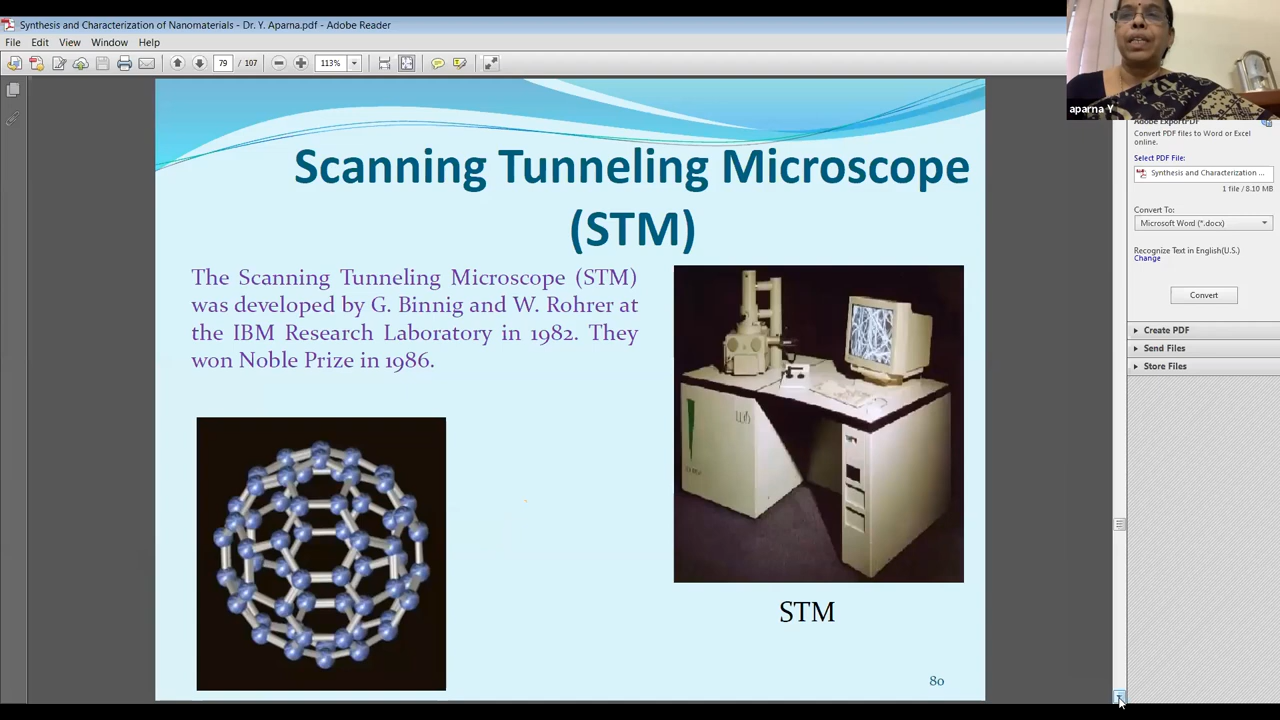 Synthesis and Characterization of Nanomaterials - Dr. Y. Aparna.pdf - Adobe Reader
File Edit View Window Help
79 / 107 113%
aparna Y
Adobe ExportPDF
Convert PDF files to Word or Excel
online.
Select PDF File:
Synthesis and Characterization ...
1 file / 8.10 MB
Convert To:
Microsoft Word (*.docx)
Recognize Text in English(U.S.)
Change
Convert
Create PDF
Send Files
Store Files
Scanning Tunneling Microscope
(STM)
The Scanning Tunneling Microscope (STM)
was developed by G. Binnig and W. Rohrer at
the IBM Research Laboratory in 1982. They
won Noble Prize in 1986.
STM
80